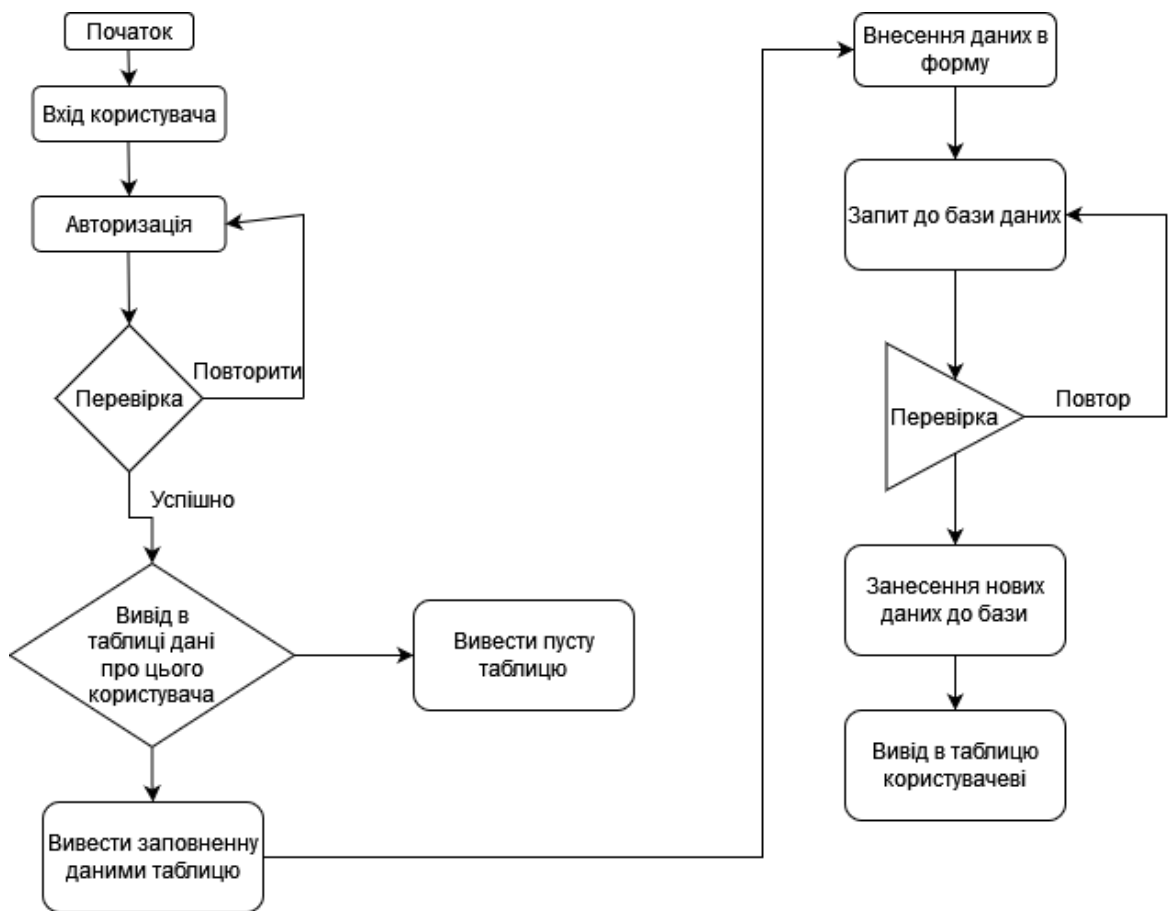 Початок
Вхід користувача
Авторизація
Перевірка
Повторити
Успішно
Вивід в
таблиці дані
про цього
користувача
Вивести пусту
таблицю
Вивести заповненну
даними таблицю
Внесення даних в
форму
Запит до бази даних
Перевірка
Повтор
Занесення нових
даних до бази
Вивід в таблицю
користувачеві